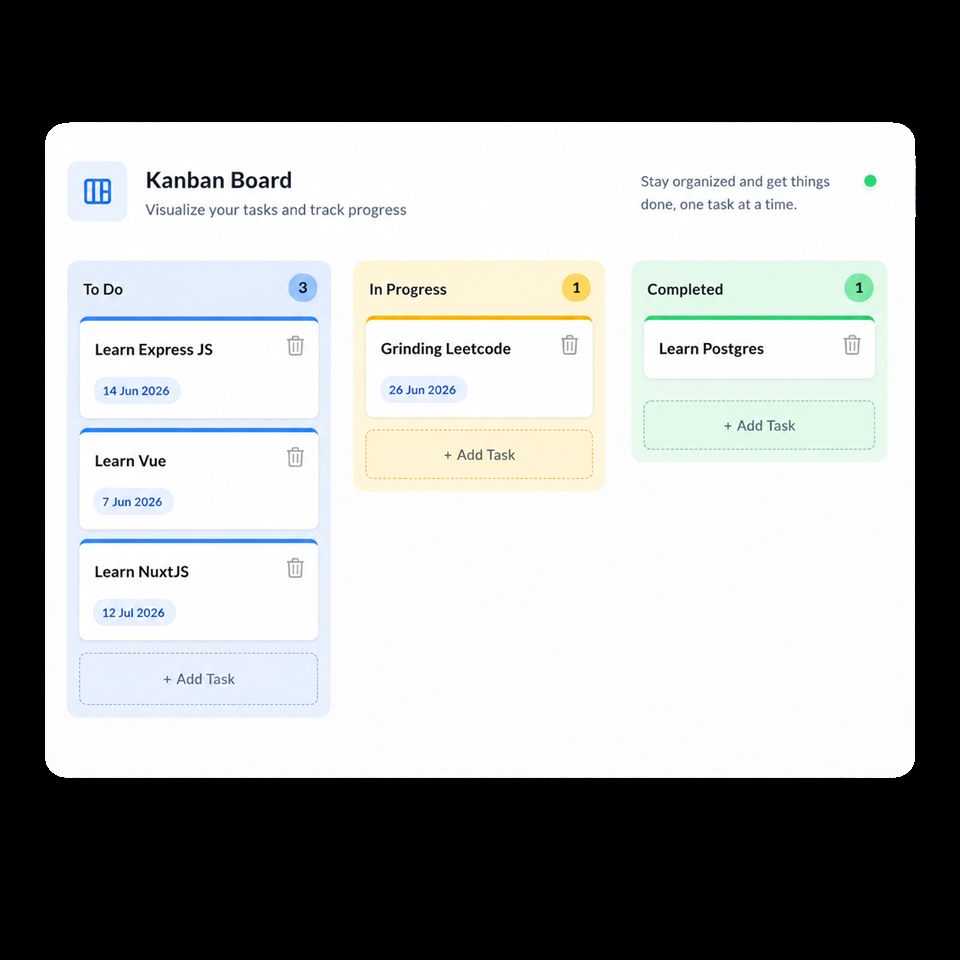 Kanban Board
Visualize your tasks and track progress
Stay organized and get things
done, one task at a time.
To Do
3
Learn Express JS
14 Jun 2026
Learn Vue
7 Jun 2026
Learn NuxtJS
12 Jul 2026
+ Add Task
In Progress
1
Grinding Leetcode
26 Jun 2026
+ Add Task
Completed
1
Learn Postgres
+ Add Task